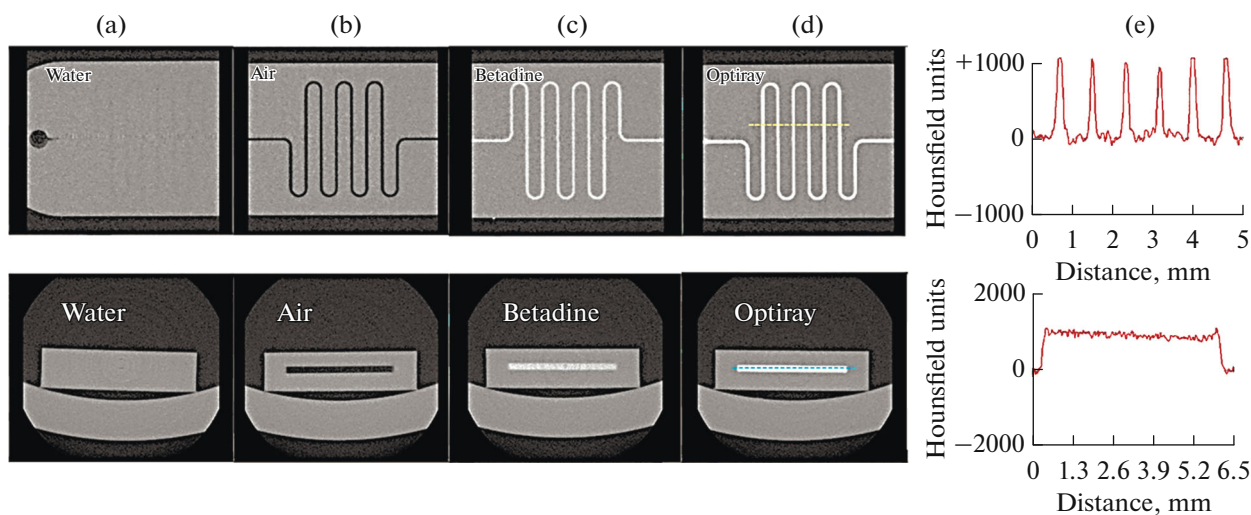 (a)
(b)
(c)
(d)
(e)
Water
Air
Betadine
Optiray
Hounsfield units
+1000
0
−1000
0 1 2 3 4 5
Distance, mm
Water
Air
Betadine
Optiray
Hounsfield units
2000
0
−2000
0 1.3 2.6 3.9 5.2 6.5
Distance, mm